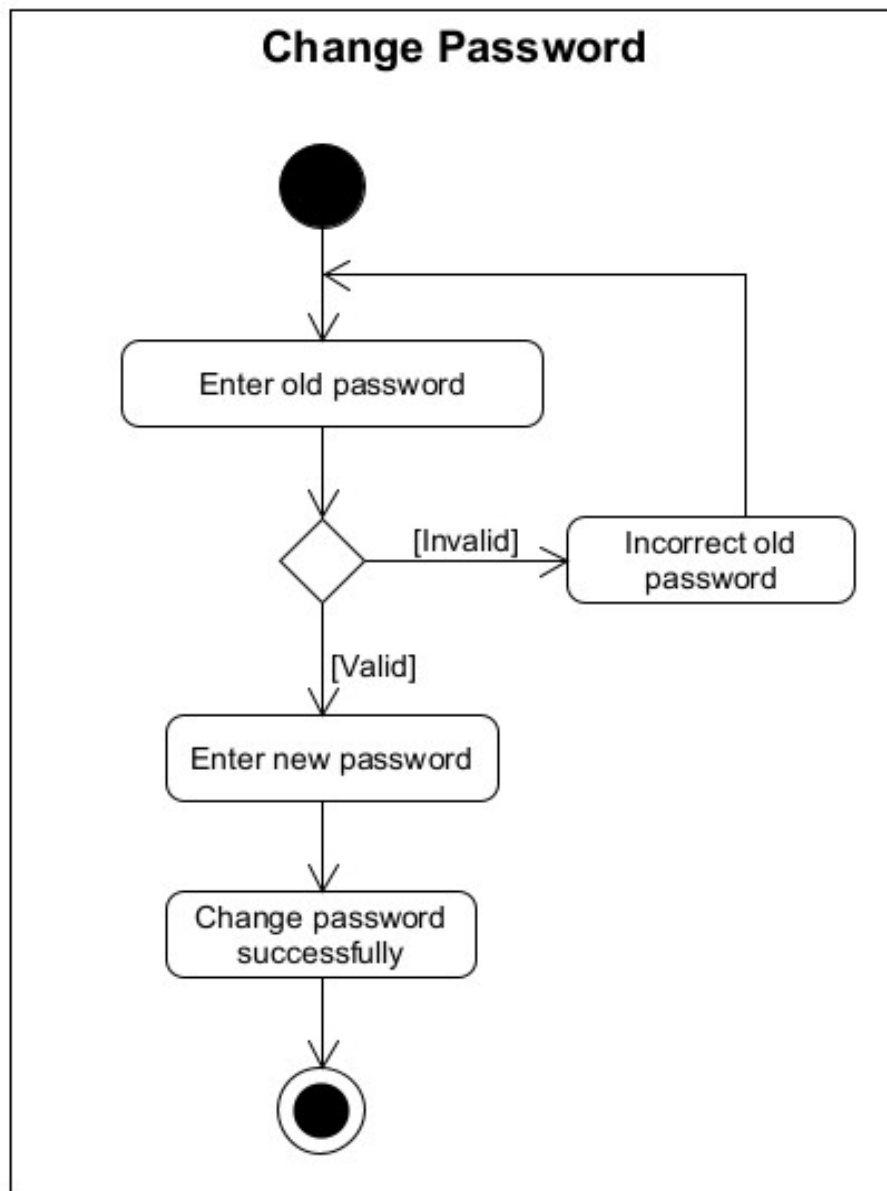 Change Password
Enter old password
[Invalid]
Incorrect old
password
[Valid]
Enter new password
Change password
successfully